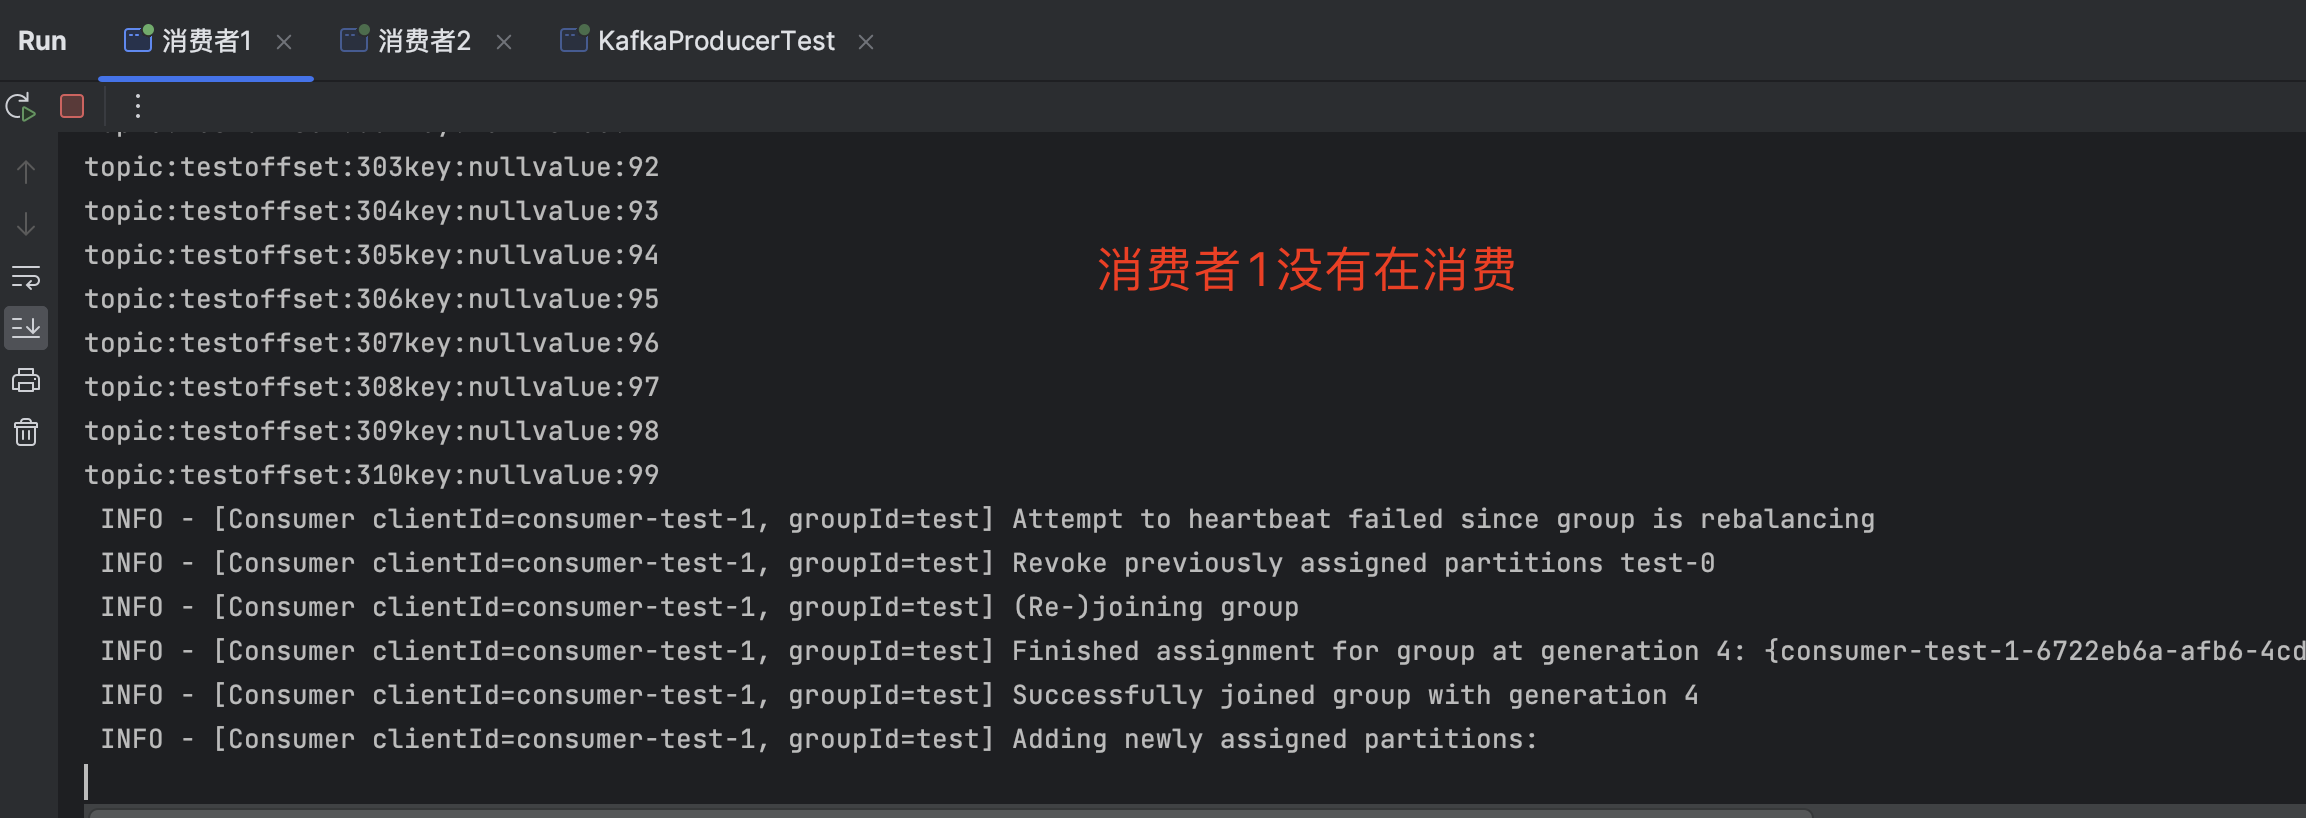 Run 消费者1 消费者2 KafkaProducerTest
topic:testoffset:303key:nullvalue:92
topic:testoffset:304key:nullvalue:93
topic:testoffset:305key:nullvalue:94
消费者1没有在消费
topic:testoffset:306key:nullvalue:95
topic:testoffset:307key:nullvalue:96
topic:testoffset:308key:nullvalue:97
topic:testoffset:309key:nullvalue:98
topic:testoffset:310key:nullvalue:99
INFO - [Consumer clientId=consumer-test-1, groupId=test] Attempt to heartbeat failed since group is rebalancing
INFO - [Consumer clientId=consumer-test-1, groupId=test] Revoke previously assigned partitions test-0
INFO - [Consumer clientId=consumer-test-1, groupId=test] (Re-)joining group
INFO - [Consumer clientId=consumer-test-1, groupId=test] Finished assignment for group at generation 4: {consumer-test-1-6722eb6a-afb6-4cd
INFO - [Consumer clientId=consumer-test-1, groupId=test] Successfully joined group with generation 4
INFO - [Consumer clientId=consumer-test-1, groupId=test] Adding newly assigned partitions: